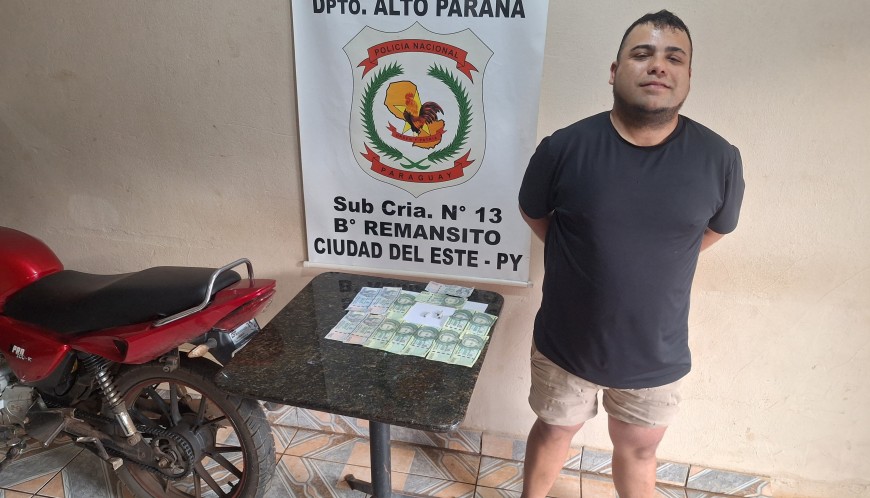 DPTO. ALTO PARANA
POLICIA NACIONAL
PARAGUAY
Sub Cria. N° 13
B° REMANSITO
CIUDAD DEL ESTE - PY